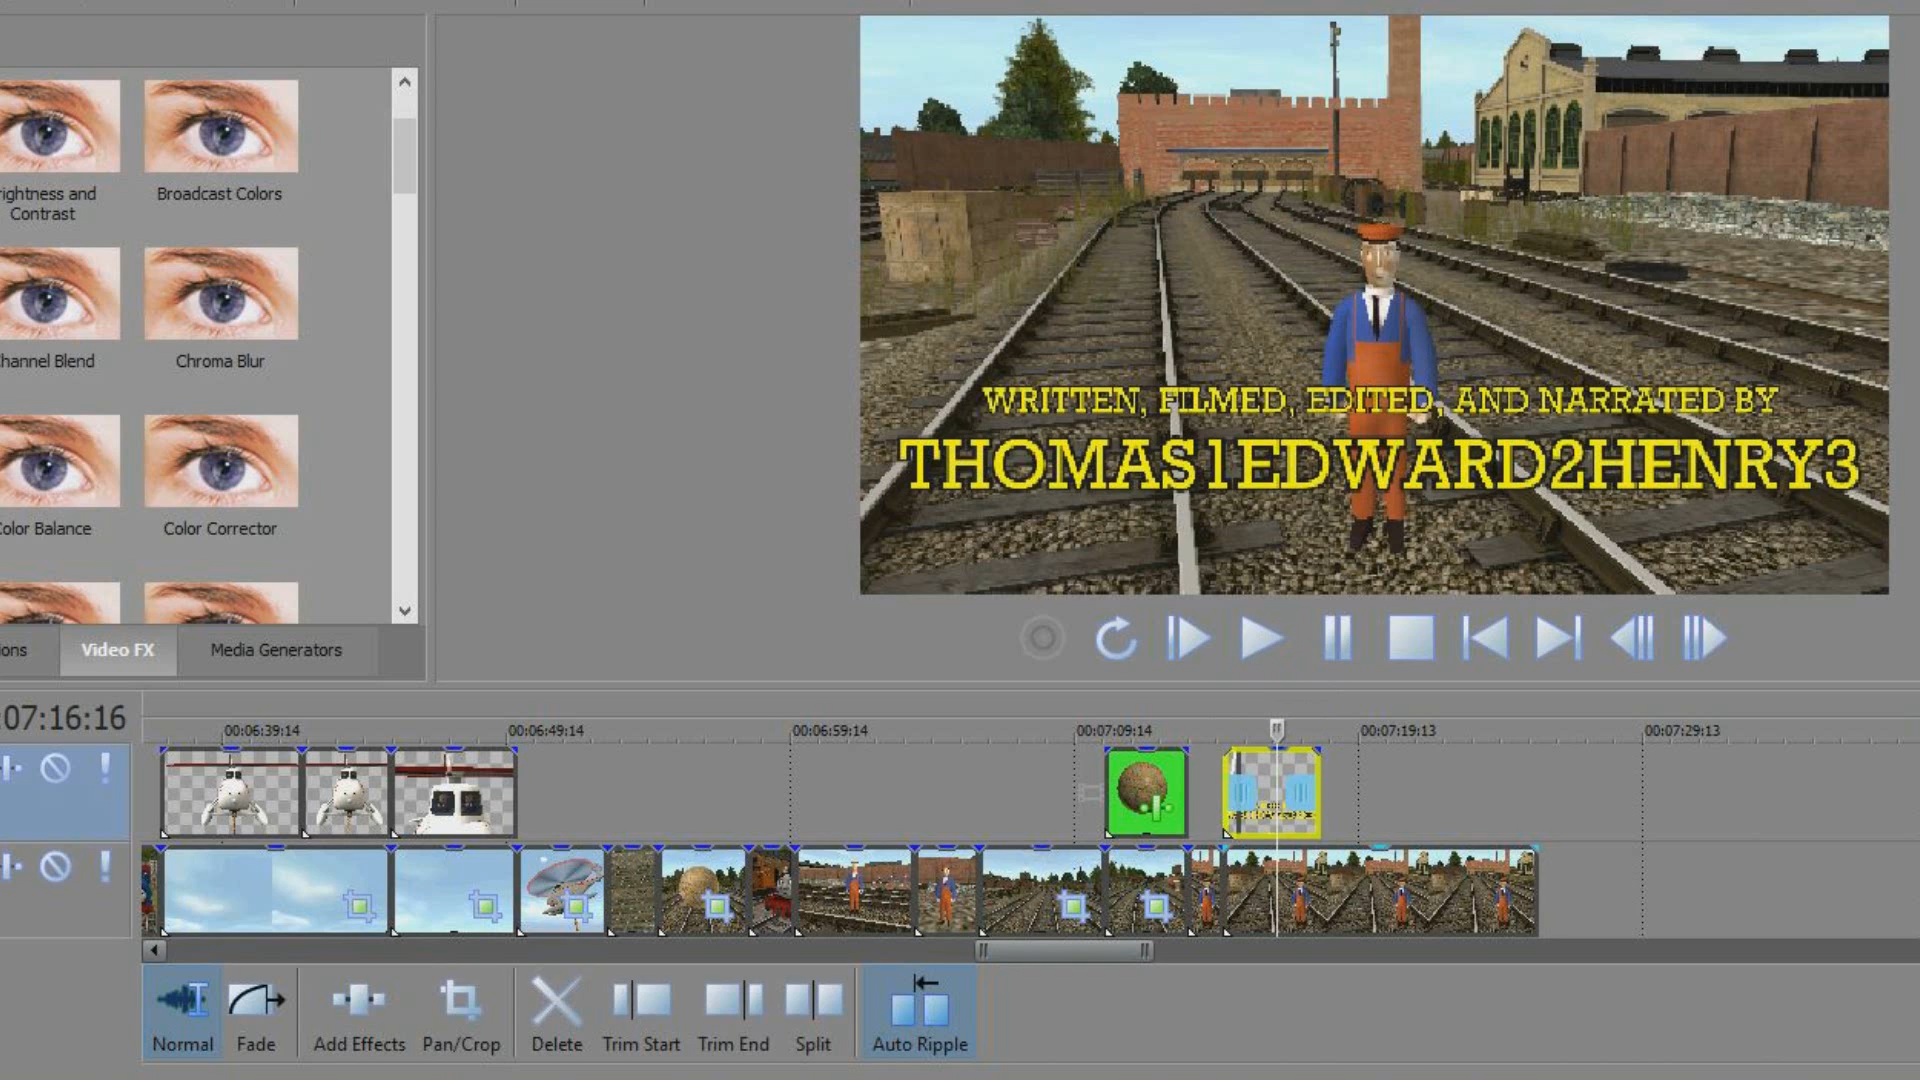 rightness and
Contrast
Broadcast Colors
hannel Blend
Chroma Blur
olor Balance
Color Corrector
ons
Video FX
Media Generators
WRITTEN, FILMED, EDITED, AND NARRATED BY
THOMAS1EDWARD2HENRY3
:07:16:16
00:06:39:14
00:06:49:14
00:06:59:14
00:07:09:14
00:07:19:13
00:07:29:13
Normal
Fade
Add Effects
Pan/Crop
Delete
Trim Start
Trim End
Split
Auto Ripple